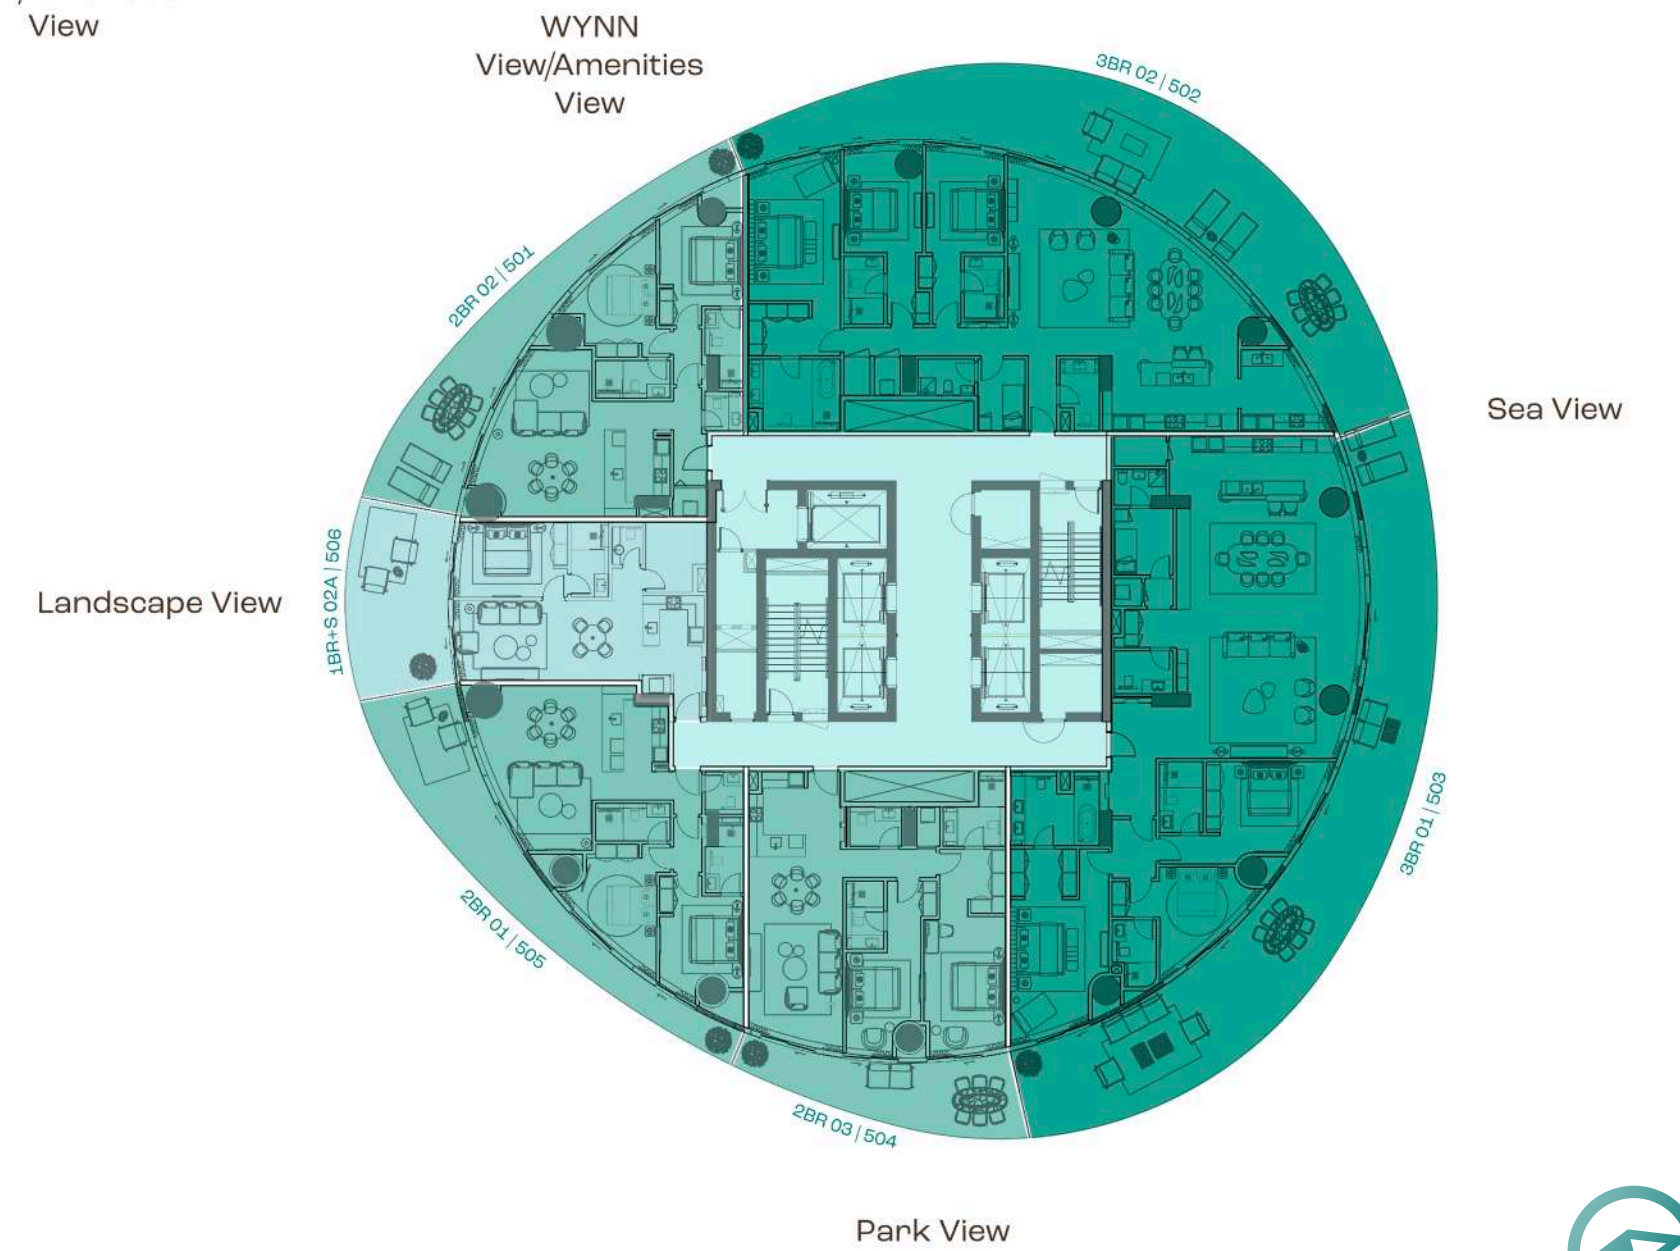 View
WYNN
View/Amenities
View
3BR 02 | 502
2BR 02 | 501
Sea View
Landscape View
1BR+S 02A | 506
3BR 01 | 503
2BR 01 | 505
2BR 03 | 504
Park View